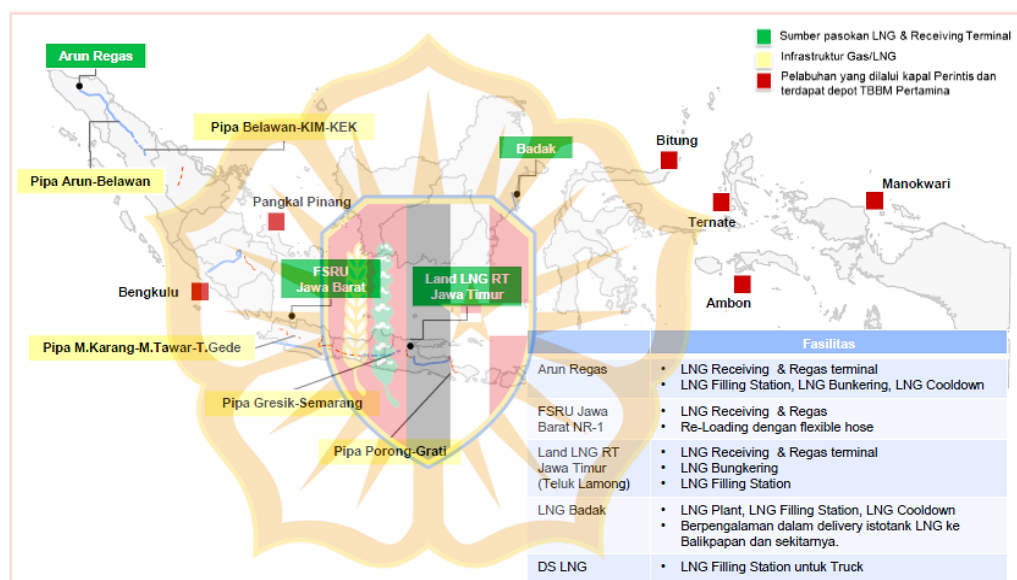 Sumber pasokan LNG & Receiving Terminal
Infrastruktur Gas/LNG
Pelabuhan yang dilalui kapal Perintis dan
terdapat depot TBBM Pertamina
Arun Regas
Pipa Belawan-KIM-KEK
Pipa Arun-Belawan
Badak
Bitung
Manokwari
Pangkal Pinang
Ternate
FSRU
Jawa Barat
Land LNG RT
Jawa Timur
Bengkulu
Ambon
Pipa M.Karang-M.Tawar-T.Gede
Pipa Gresik-Semarang
Pipa Porong-Grati
Fasilitas
Arun Regas
• LNG Receiving & Regas terminal
• LNG Filling Station, LNG Bunkering, LNG Cooldown
FSRU Jawa
Barat NR-1
• LNG Receiving & Regas
• Re-Loading dengan flexible hose
Land LNG RT
Jawa Timur
(Teluk Lamong)
• LNG Receiving & Regas terminal
• LNG Bungkering
• LNG Filling Station
LNG Badak
• LNG Plant, LNG Filling Station, LNG Cooldown
• Berpengalaman dalam delivery istotank LNG ke
Balikpapan dan sekitarnya.
DS LNG
• LNG Filling Station untuk Truck